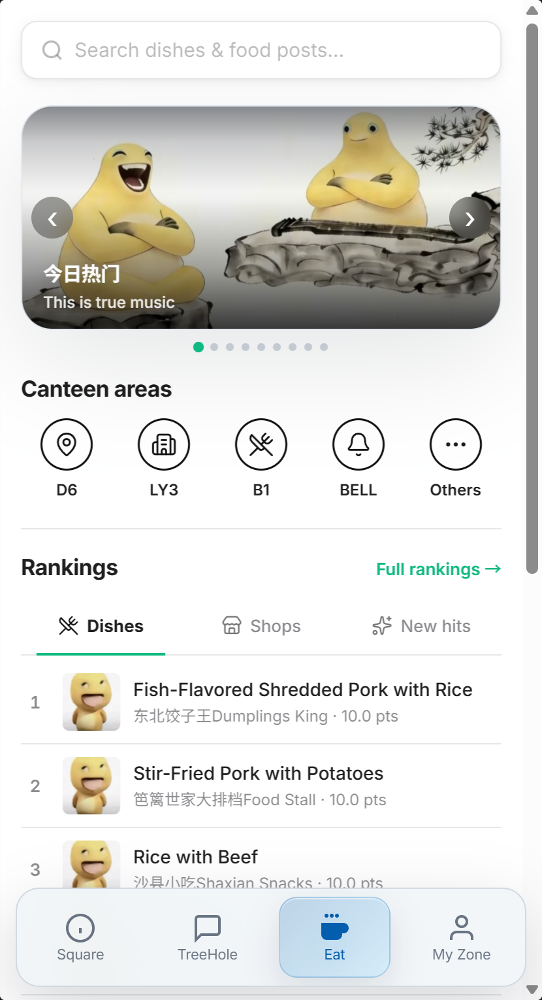 Search dishes & food posts...
今日热门
This is true music
Canteen areas
D6
LY3
B1
BELL
Others
Rankings
Full rankings →
Dishes
Shops
New hits
1
Fish-Flavored Shredded Pork with Rice
东北饺子王Dumplings King · 10.0 pts
2
Stir-Fried Pork with Potatoes
笆篱世家大排档Food Stall · 10.0 pts
3
Rice with Beef
沙县小吃Shaxian Snacks · 10.0 pts
Square
TreeHole
Eat
My Zone